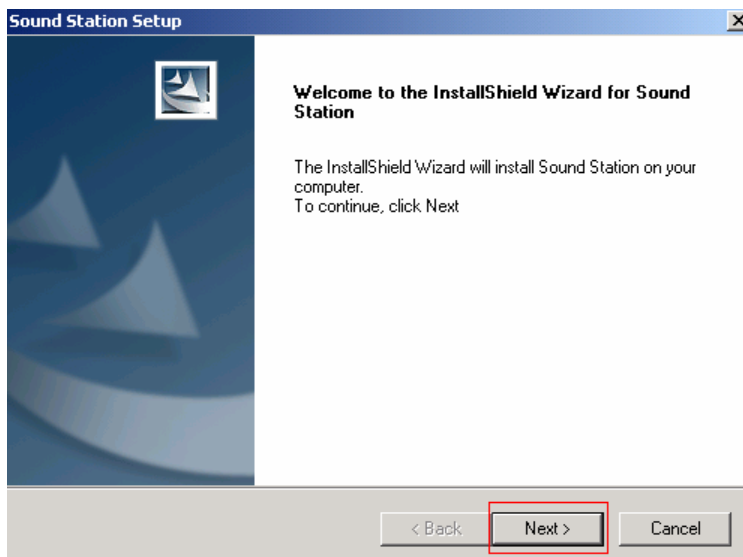 Sound Station Setup
Welcome to the InstallShield Wizard for Sound
Station
The InstallShield Wizard will install Sound Station on your
computer.
To continue, click Next
< Back
Next >
Cancel